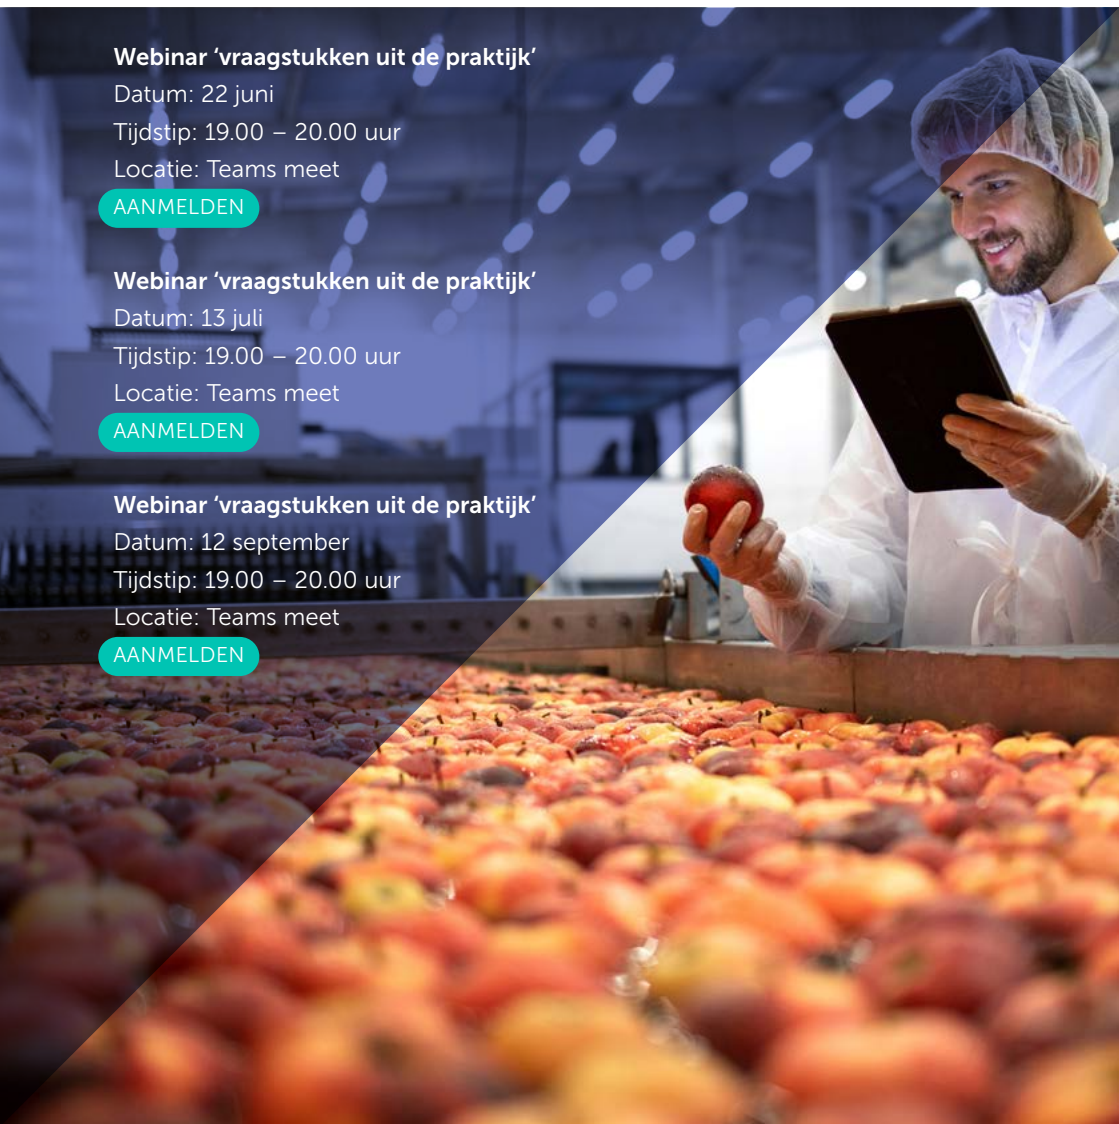 Webinar ‘vraagstukken uit de praktijk’
Datum: 22 juni
Tijdstip: 19.00 – 20.00 uur
Locatie: Teams meet
AANMELDEN
Webinar ‘vraagstukken uit de praktijk’
Datum: 13 juli
Tijdstip: 19.00 – 20.00 uur
Locatie: Teams meet
AANMELDEN
Webinar ‘vraagstukken uit de praktijk’
Datum: 12 september
Tijdstip: 19.00 – 20.00 uur
Locatie: Teams meet
AANMELDEN